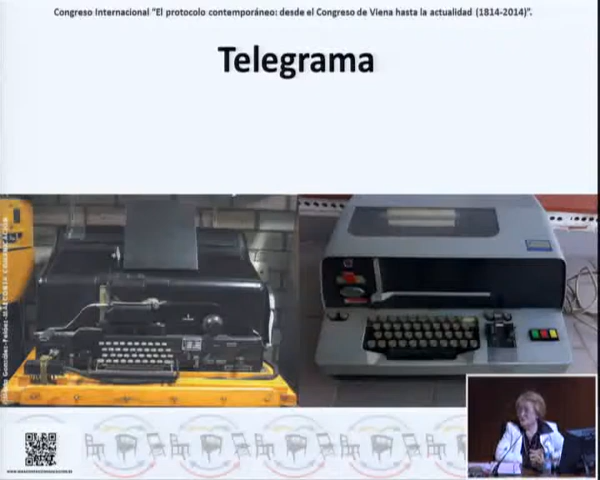 Congreso Internacional “El protocolo contemporáneo: desde el Congreso de Viena hasta la actualidad (1814-2014)”.
Telegrama